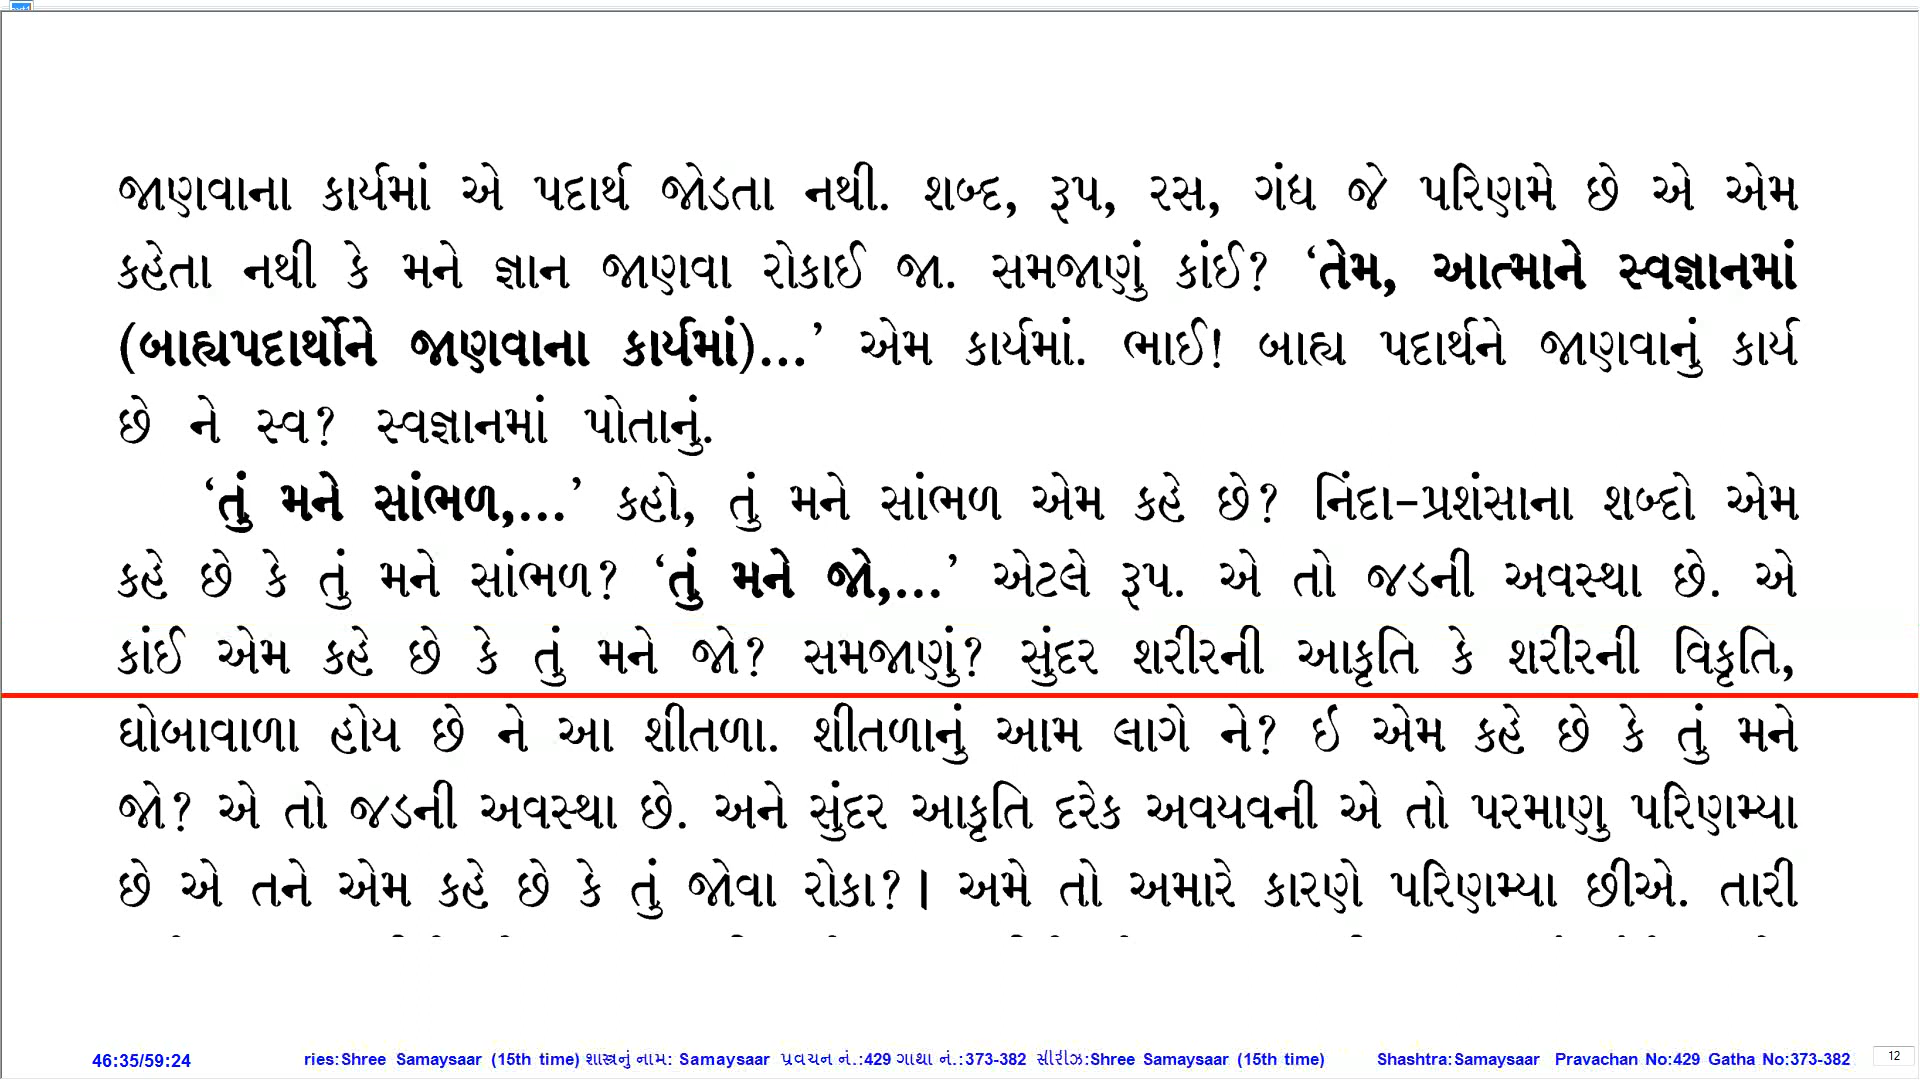 જાણવાના કાર્યમાં એ પદાર્થ જોડતા નથી. શબ્દ, રૂપ, રસ, ગંધ જે પરિણમે છે એ એમ
કહેતા નથી કે મને જ્ઞાન જાણવા રોકાઈ જા. સમજાણું કાંઈ? ‘તેમ, આત્માને સ્વજ્ઞાનમાં
(બાહ્યપદાર્થોને જાણવાના કાર્યમાં)...’ એમ કાર્યમાં. ભાઈ! બાહ્ય પદાર્થને જાણવાનું કાર્ય
છે ને સ્વ? સ્વજ્ઞાનમાં પોતાનું.
‘તું મને સાંભળ,...’ કહો, તું મને સાંભળ એમ કહે છે? નિંદા-પ્રશંસાના શબ્દો એમ
કહે છે કે તું મને સાંભળ? ‘તું મને જો,...’ એટલે રૂપ. એ તો જડની અવસ્થા છે. એ
કાંઈ એમ કહે છે કે તું મને જો? સમજાણું? સુંદર શરીરની આકૃતિ કે શરીરની વિકૃતિ,
ઘોબાવાળા હોય છે ને આ શીતળા. શીતળાનું આમ લાગે ને? ઈ એમ કહે છે કે તું મને
જો? એ તો જડની અવસ્થા છે. અને સુંદર આકૃતિ દરેક અવયવની એ તો પરમાણુ પરિણમ્યા
છે એ તને એમ કહે છે કે તું જોવા રોકા?। અમે તો અમારે કારણે પરિણમ્યા છીએ. તારી
46:35/59:24 ries:Shree Samaysaar (15th time) શાસ્ત્રનું નામ: Samaysaar પ્રવચન નં.:429 ગાથા નં.:373-382 સીરીઝ:Shree Samaysaar (15th time) Shashtra:Samaysaar Pravachan No:429 Gatha No:373-382 12